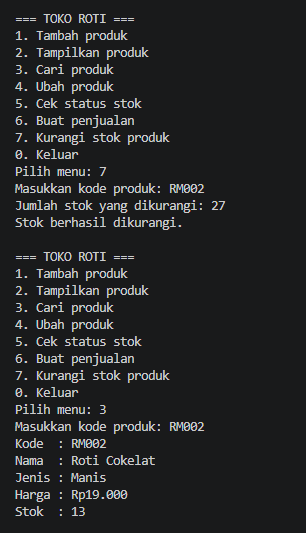 === TOKO ROTI ===
1. Tambah produk
2. Tampilkan produk
3. Cari produk
4. Ubah produk
5. Cek status stok
6. Buat penjualan
7. Kurangi stok produk
0. Keluar
Pilih menu: 7
Masukkan kode produk: RM002
Jumlah stok yang dikurangi: 27
Stok berhasil dikurangi.

=== TOKO ROTI ===
1. Tambah produk
2. Tampilkan produk
3. Cari produk
4. Ubah produk
5. Cek status stok
6. Buat penjualan
7. Kurangi stok produk
0. Keluar
Pilih menu: 3
Masukkan kode produk: RM002
Kode  : RM002
Nama  : Roti Cokelat
Jenis : Manis
Harga : Rp19.000
Stok  : 13